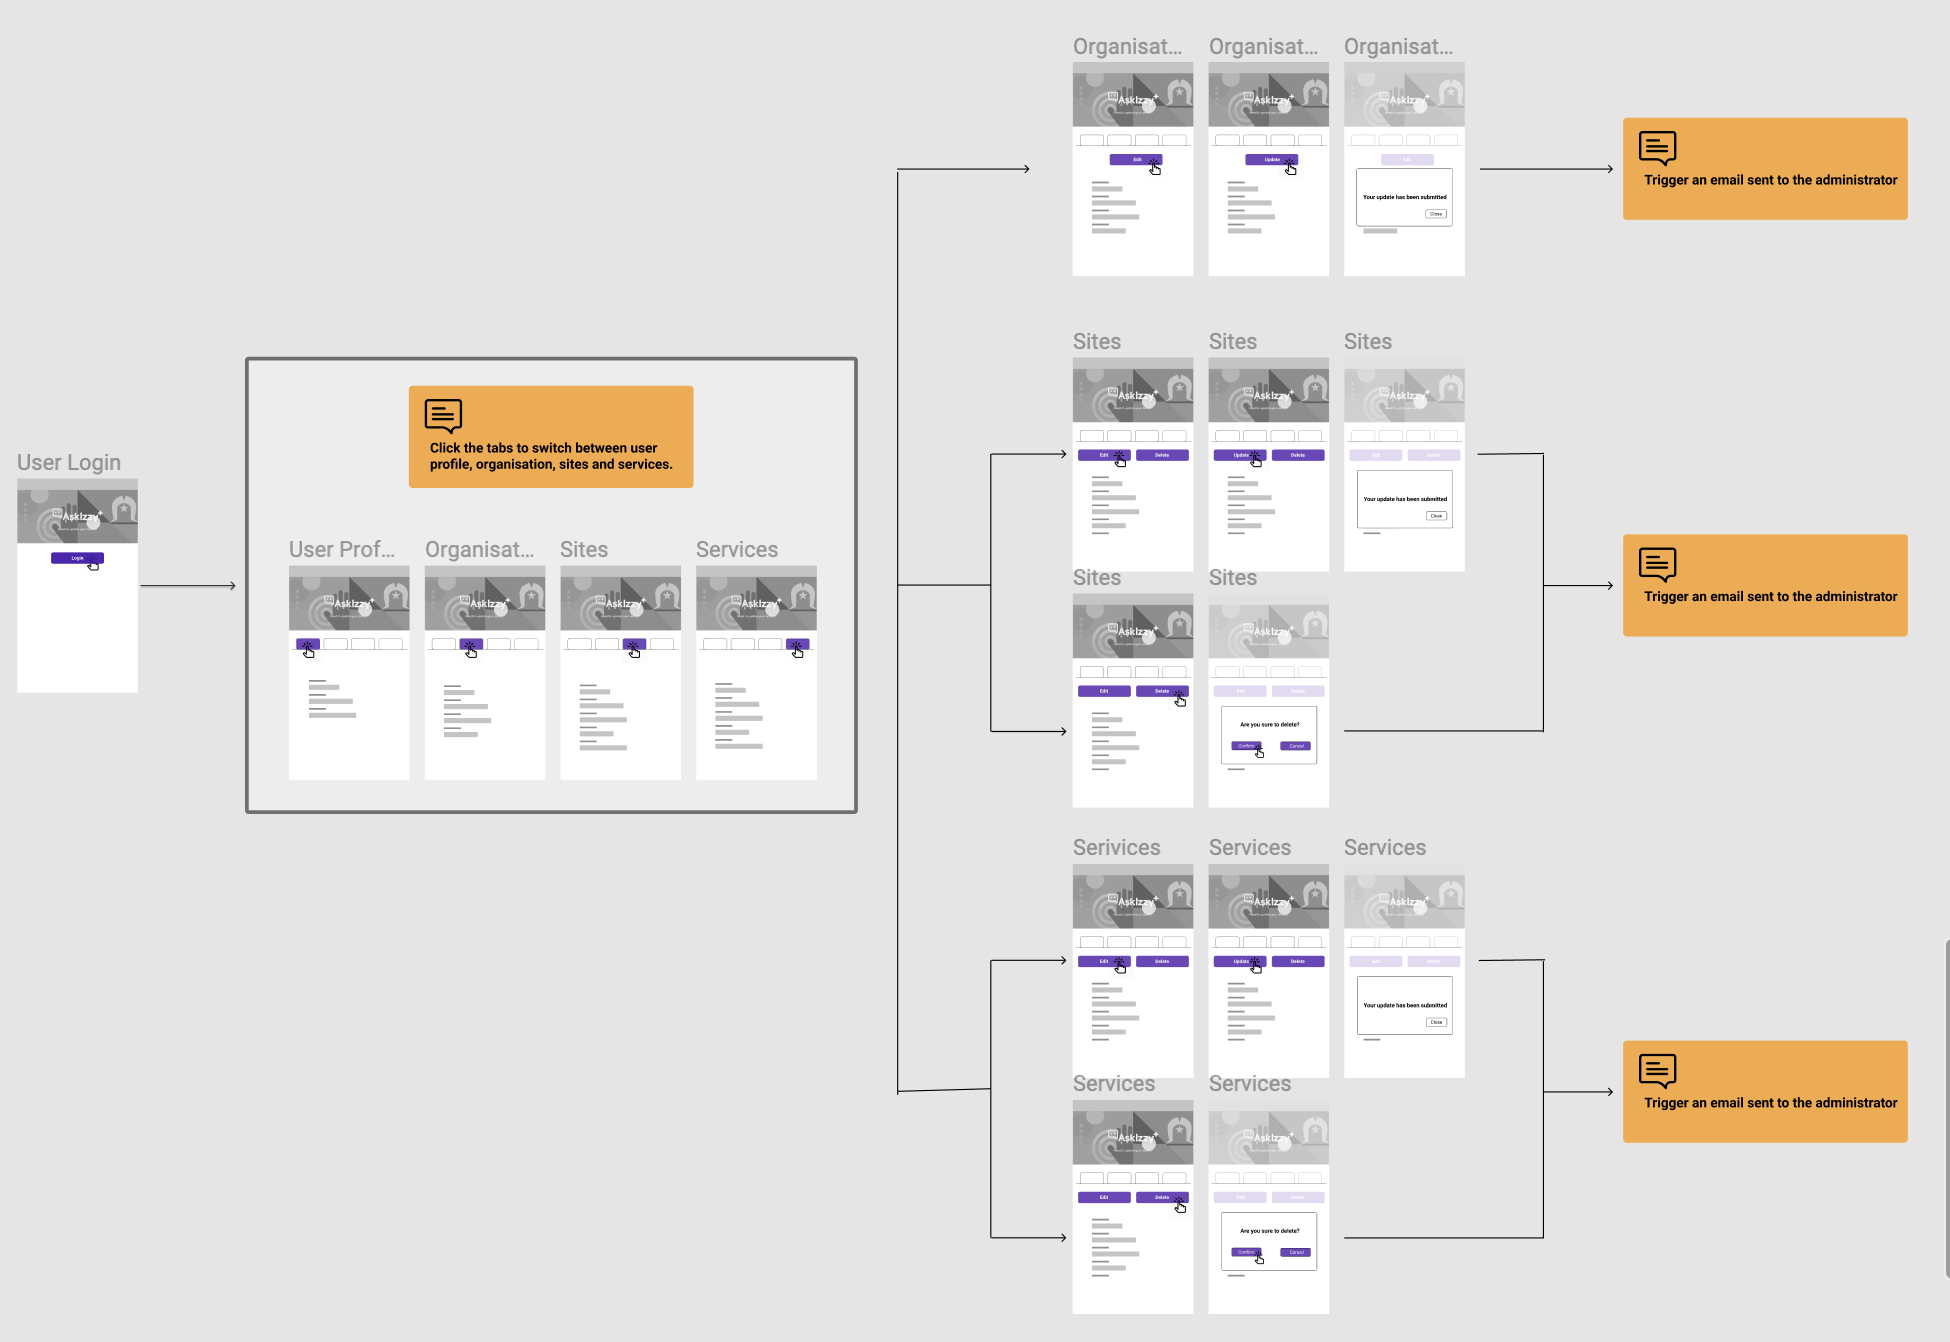 User Login
AskIzzy+
Login
Click the tabs to switch between user
profile, organisation, sites and services.
User Prof...
Organisat...
Sites
Services
AskIzzy+
AskIzzy+
AskIzzy+
AskIzzy+
Organisat...
Organisat...
Organisat...
AskIzzy+
AskIzzy+
AskIzzy+
Edit
Update
Edit
Your update has been submitted
Close
Trigger an email sent to the administrator
Sites
Sites
Sites
AskIzzy+
AskIzzy+
AskIzzy+
Edit
Delete
Update
Delete
Edit
Delete
Your update has been submitted
Close
Sites
Sites
AskIzzy+
AskIzzy+
Edit
Delete
Edit
Delete
Are you sure to delete?
Confirm
Cancel
Trigger an email sent to the administrator
Serivices
Services
Services
AskIzzy+
AskIzzy+
AskIzzy+
Edit
Delete
Update
Delete
Edit
Delete
Your update has been submitted
Close
Services
Services
AskIzzy+
AskIzzy+
Edit
Delete
Edit
Delete
Are you sure to delete?
Confirm
Cancel
Trigger an email sent to the administrator